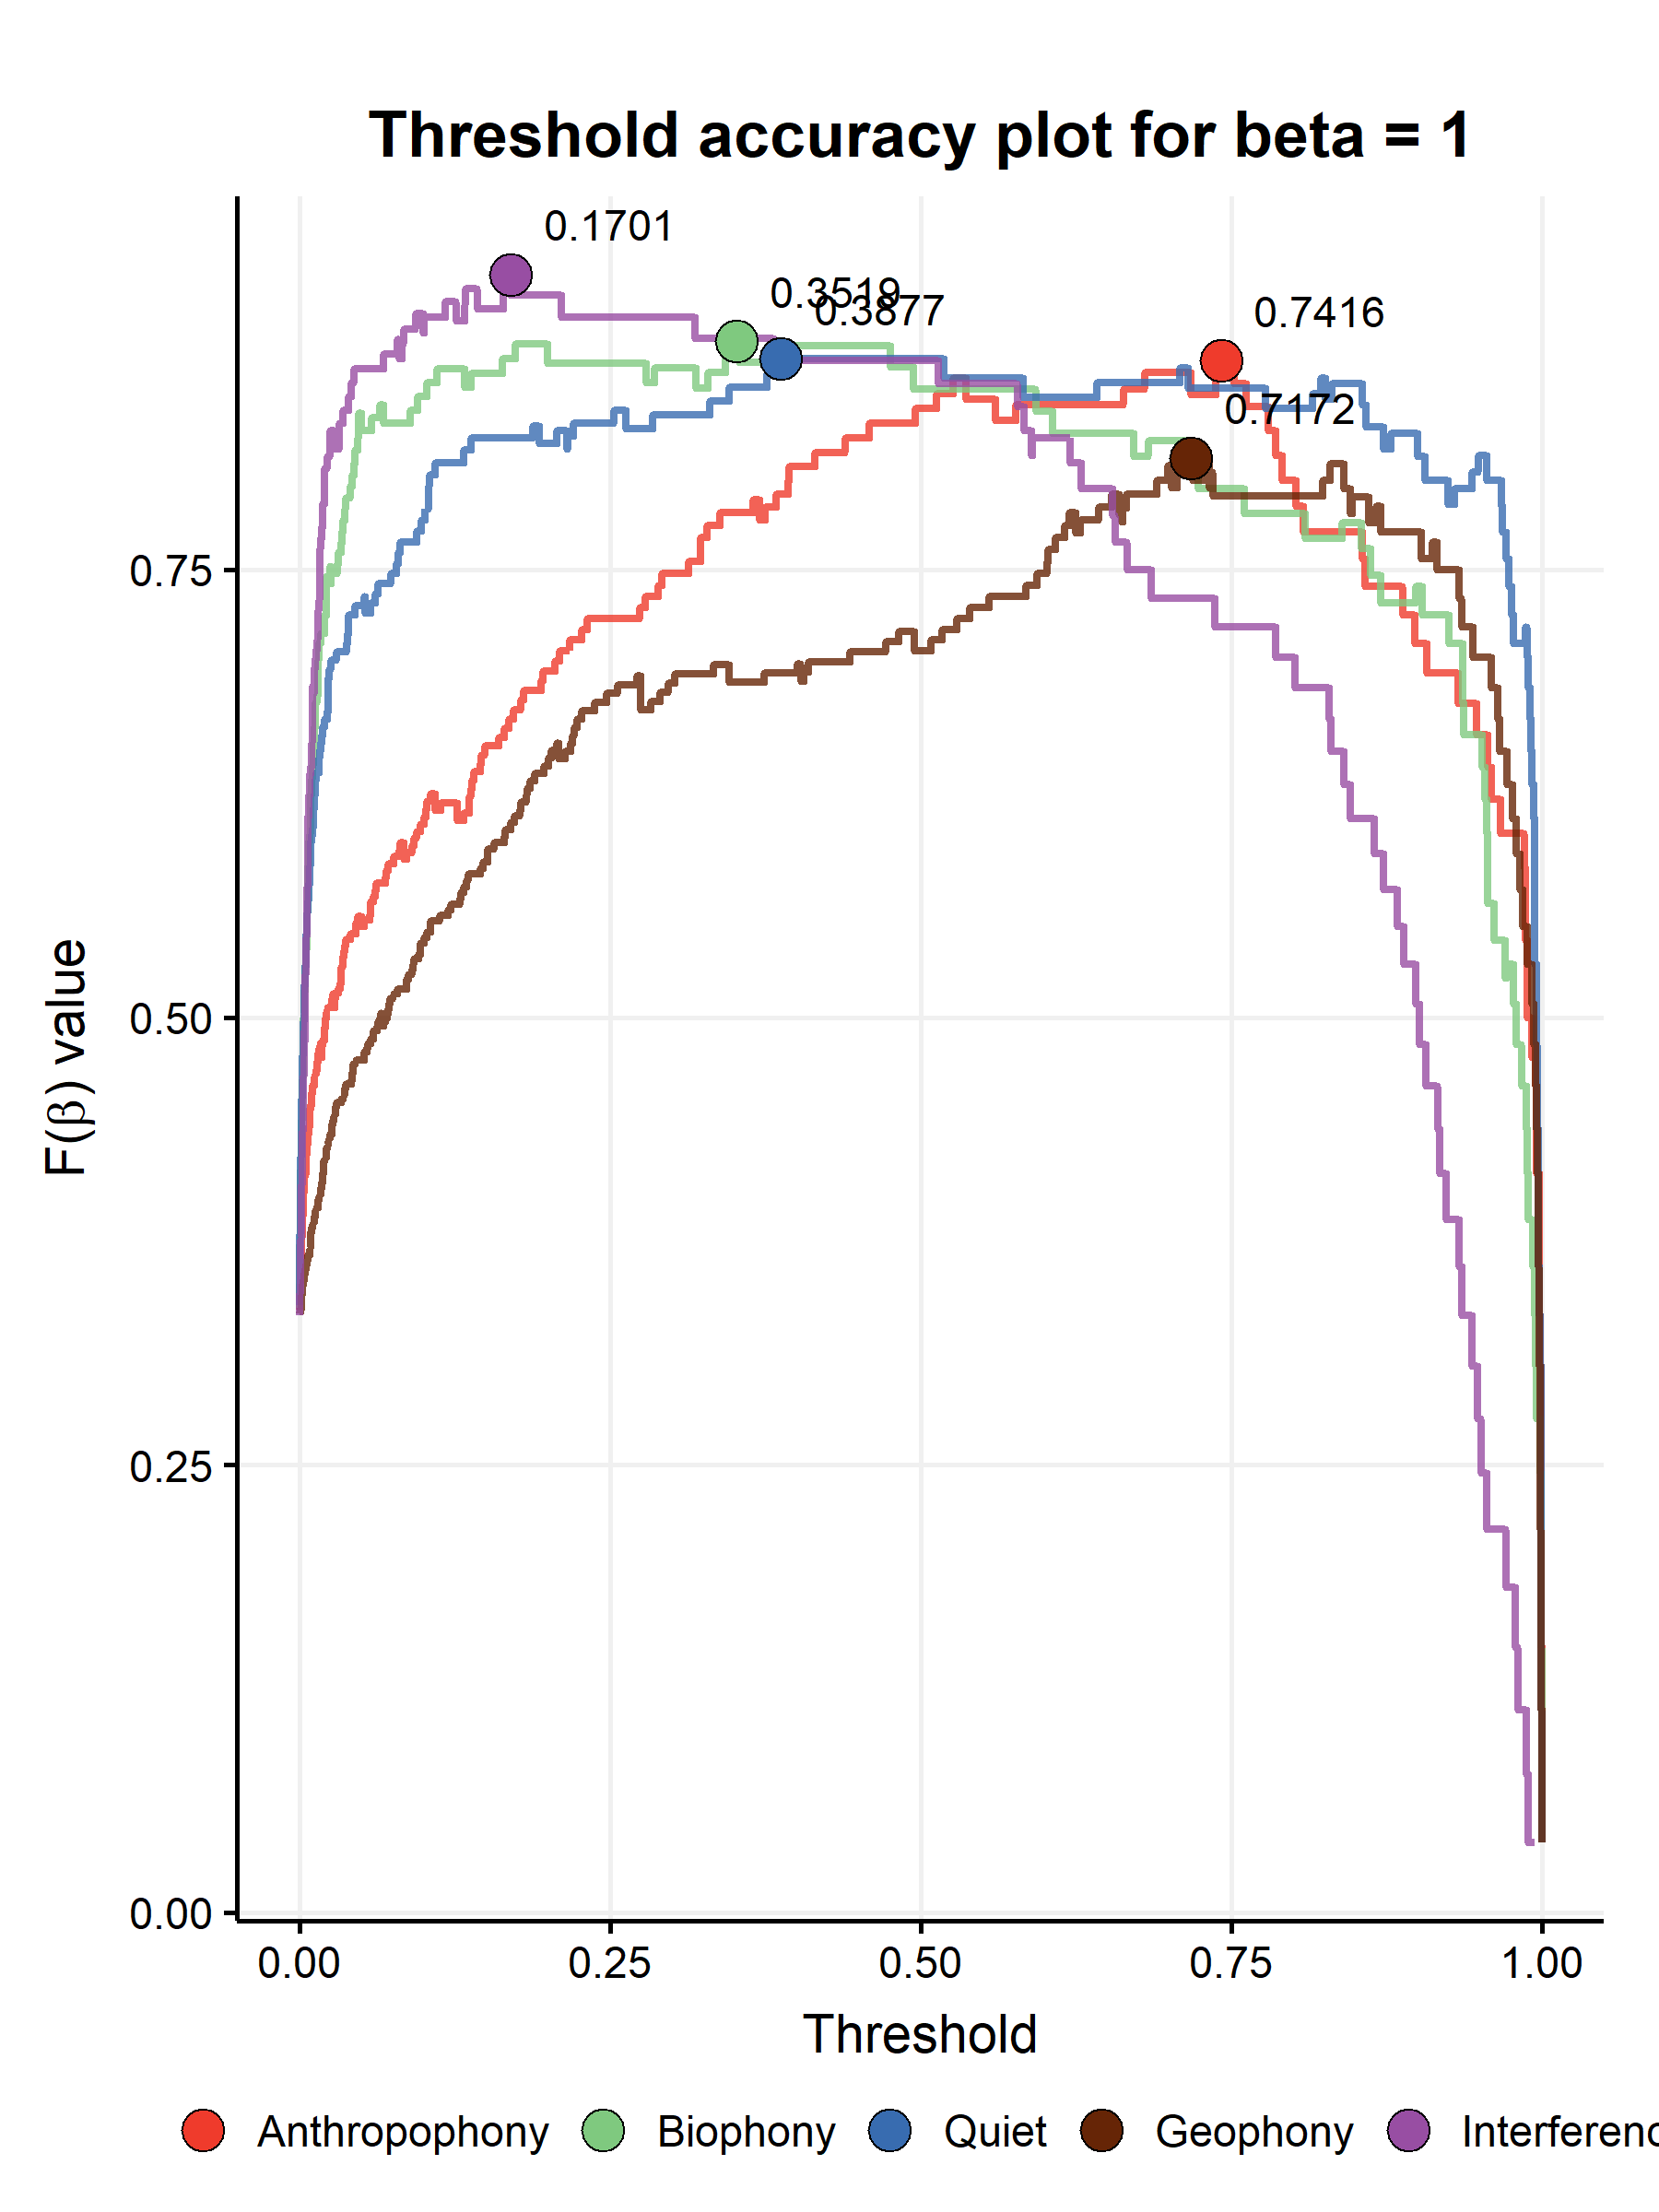 Threshold accuracy plot for beta = 1
0.1701
0.3519
0.3877
0.7416
0.7172
F(β) value
0.75
0.50
0.25
0.00
0.00 0.25 0.50 0.75 1.00
Threshold
Anthropophony Biophony Quiet Geophony Interferenc